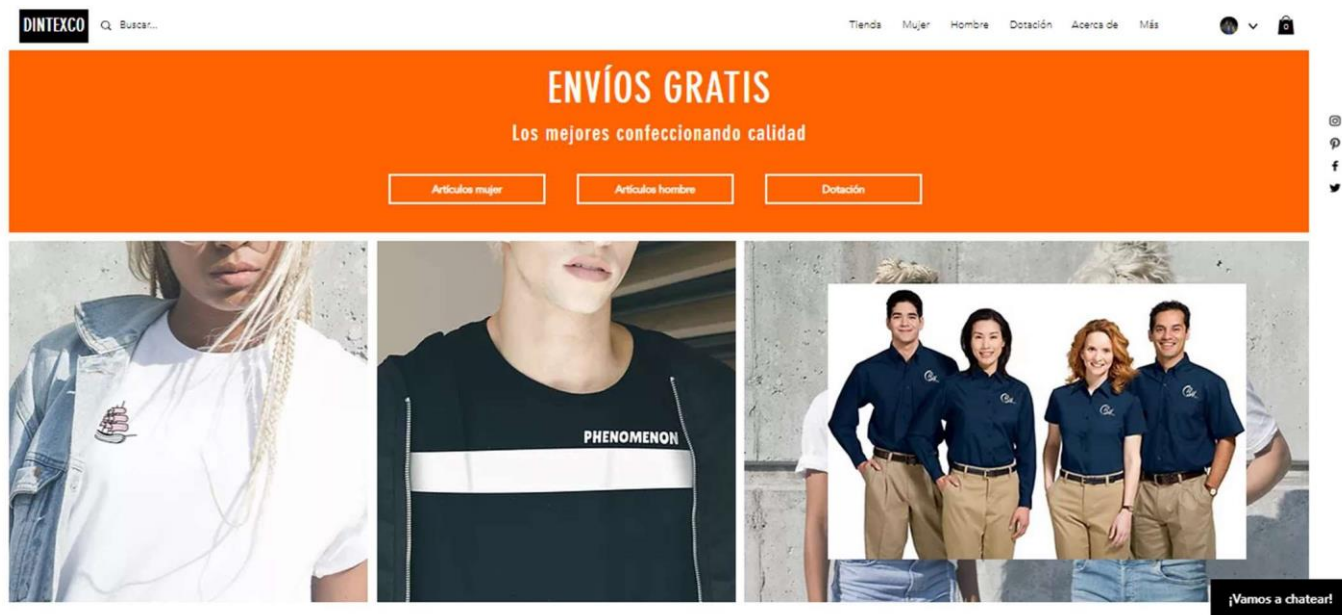 DINTEXCO
Buscar...
Tienda Mujer Hombre Dotación Acerca de Más
0
ENVÍOS GRATIS
Los mejores confeccionando calidad
Artículos mujer Artículos hombre Dotación
PHENOMENON
¡Vamos a chatear!